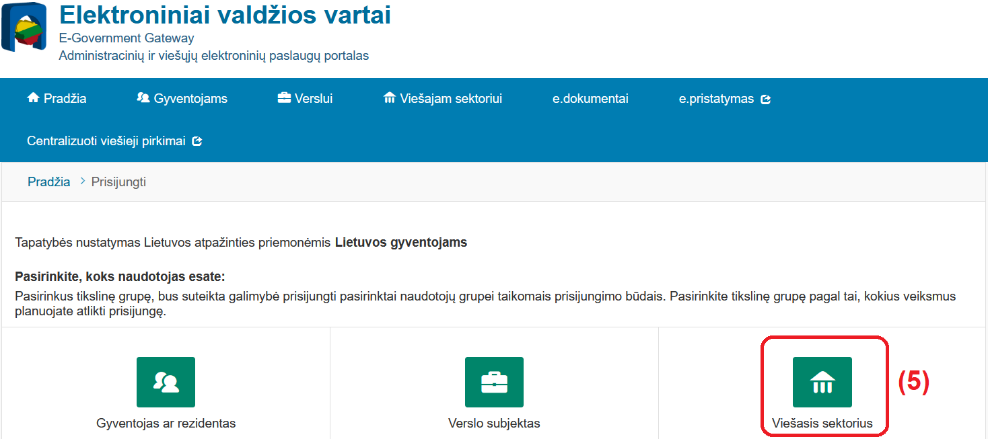 Elektroniniai valdžios vartai
E-Government Gateway
Administracinių ir viešųjų elektroninių paslaugų portalas
Pradžia Gyventojams Verslui Viešajam sektoriui e.dokumentai e.pristatymas
Centralizuoti viešieji pirkimai
Pradžia > Prisijungti
Tapatybės nustatymas Lietuvos atpažinties priemonėmis Lietuvos gyventojams
Pasirinkite, koks naudotojas esate:
Pasirinkus tikslinę grupę, bus suteikta galimybė prisijungti pasirinktai naudotojų grupei taikomais prisijungimo būdais. Pasirinkite tikslinę grupę pagal tai, kokius veiksmus
planuojate atlikti prisijungę.
(5)
Gyventojas ar rezidentas Verslo subjektas Viešasis sektorius